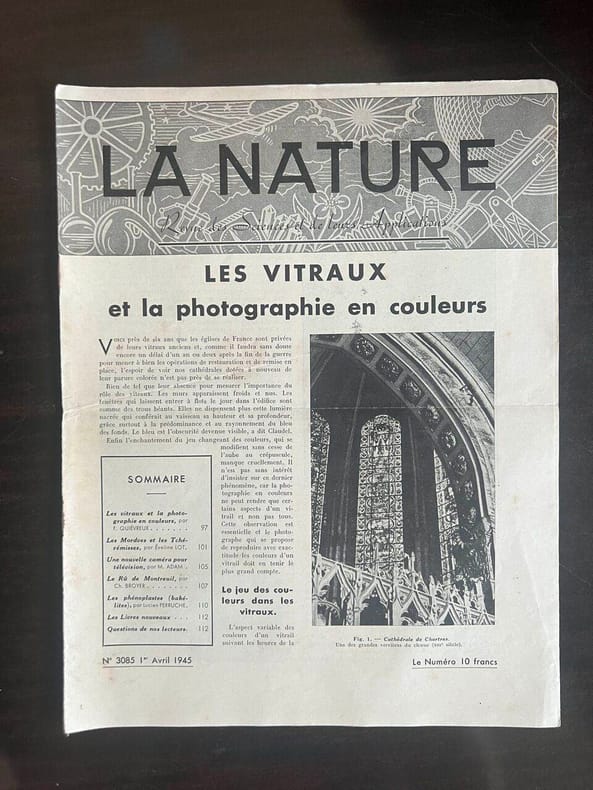 LA NATURE
Revue des Sciences et de leurs Applications
LES VITRAUX
et la photographie en couleurs
VOICI près de six ans que les églises de France sont privées
de leurs vitraux anciens et, comme il faudra sans doute
encore un délai d'un an ou deux après la fin de la guerre
pour mener à bien les opérations de restauration et de remise en
place, l'espoir de voir nos cathédrales dotées à nouveau de
leur parure colorée n'est pas près de se réaliser.
Rien de tel que leur absence pour mesurer l'importance du
rôle des vitraux. Les murs apparaissent froids et nus. Les
fenêtres qui laissent entrer à flots le jour dans l'édifice sont
comme des trous béants. Elles ne dispensent plus cette lumière
nacrée qui conférait au vaisseau sa hauteur et sa profondeur,
grâce surtout à la prédominance et au rayonnement du bleu
des fonds. Le bleu est l'obscurité devenue visible, a dit Claudel.
Enfin l'enchantement du jeu changeant des couleurs, qui se
modifient sans cesse de
l'aube au crépuscule,
manque cruellement. Il
n'est pas sans intérêt
d'insister sur ce dernier
phénomène, car la pho-
tographie en couleurs
ne peut rendre que cer-
tains aspects d'un vi-
trail et non pas tous.
Cette observation est
essentielle et le photo-
graphe qui se propose
de reproduire avec exac-
titude les couleurs d'un
vitrail doit en tenir le
plus grand compte.
Le jeu des cou-
leurs dans les
vitraux.
L'aspect variable des
couleurs d'un vitrail
suivant les heures de la
SOMMAIRE
Les vitraux et la photo-
graphie en couleurs, par
F. QUIÉVREUX . . . . . . . 97
Les Mordves et les Tché-
rémisses, par Éveline LOT. 101
Une nouvelle caméra pour
télévision, par M. ADAM . 105
Le Rû de Montreuil, par
Ch. BROYER . . . . . . . . 107
Les phénoplastes (baké-
lites), par Lucien PERRUCHE. 110
Les Livres nouveaux . . . 112
Questions de nos lecteurs. 112
Fig. 1. — Cathédrale de Chartres.
Une des grandes verrières du chœur (XIIIe siècle).
N° 3085 1er Avril 1945
Le Numéro 10 francs